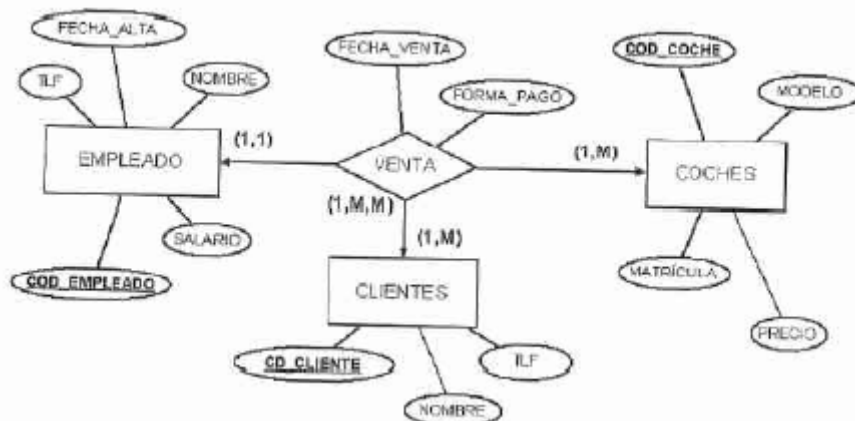 FECHA_ALTA
TLF
NOMBRE
EMPLEADO
SALARIO
COD_EMPLEADO
(1,1)
FECHA_VENTA
FORMA_PAGO
VENTA
(1,M,M)
(1,M)
(1,M)
COD_COCHE
MODELO
COCHES
MATRÍCULA
PRECIO
CLIENTES
CD_CLIENTE
TLF
NOMBRE